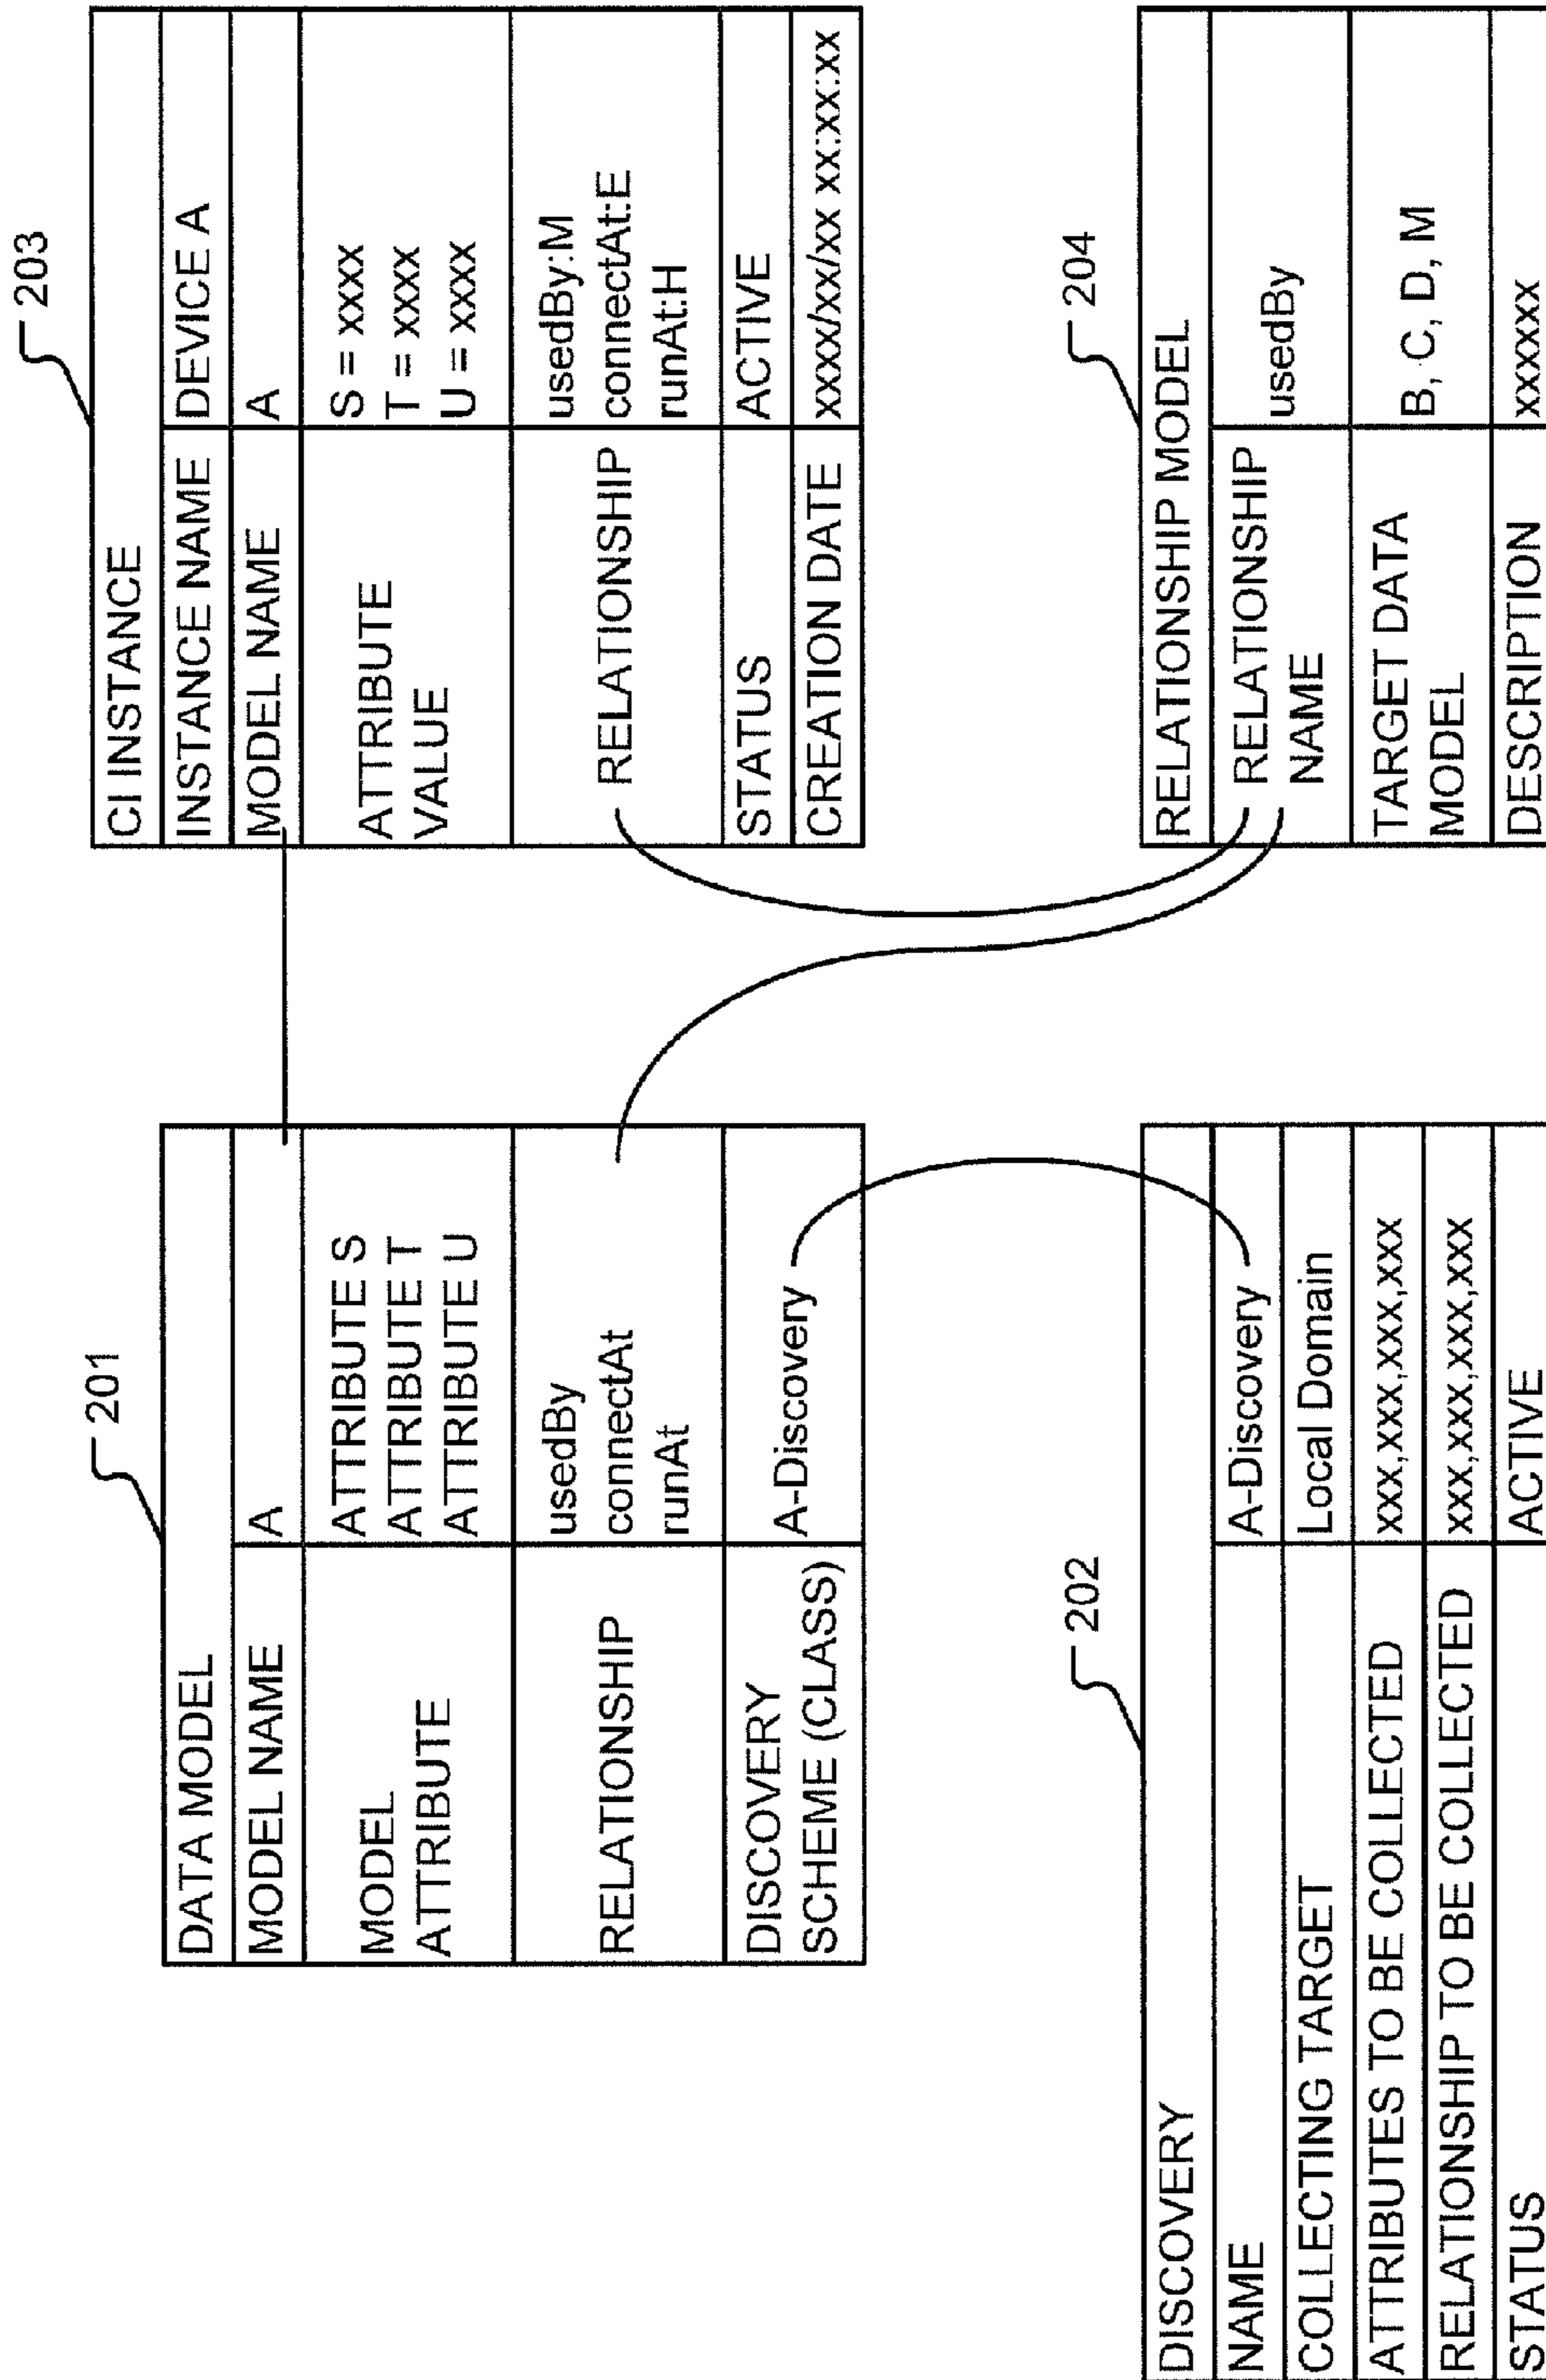 201
DATA MODEL
MODEL NAME A
MODEL ATTRIBUTE ATTRIBUTE S
ATTRIBUTE T
ATTRIBUTE U
RELATIONSHIP usedBy
connectAt
runAt
DISCOVERY
SCHEME (CLASS) A-Discovery
203
CI INSTANCE
INSTANCE NAME DEVICE A
MODEL NAME A
ATTRIBUTE VALUE S = xxxx
T = xxxx
U = xxxx
RELATIONSHIP usedBy:M
connectAt:E
runAt:H
STATUS ACTIVE
CREATION DATE xxxx/xx/xx xx:xx:xx
202
DISCOVERY
NAME A-Discovery
COLLECTING TARGET Local Domain
ATTRIBUTES TO BE COLLECTED xxx,xxx,xxx,xxx
RELATIONSHIP TO BE COLLECTED xxx,xxx,xxx,xxx
STATUS ACTIVE
204
RELATIONSHIP MODEL
RELATIONSHIP NAME usedBy
TARGET DATA MODEL B, C, D, M
DESCRIPTION xxxxxx